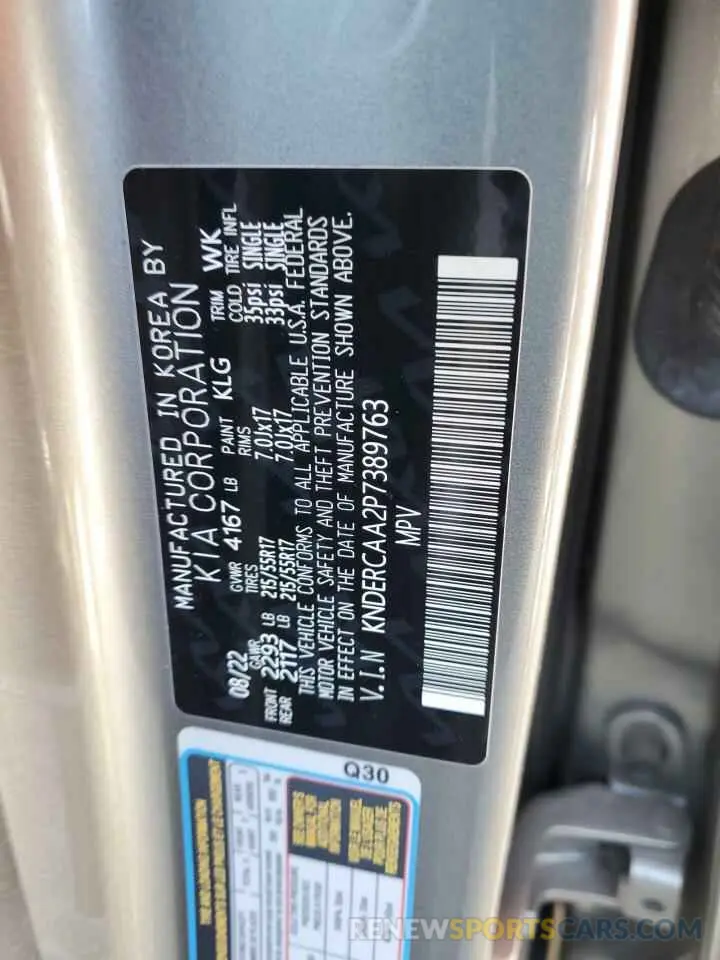 MANUFACTURED IN KOREA BY
KIA CORPORATION
08/22 GVWR 4167 LB PAINT KLG TRIM WK
GAWR TIRES RIMS COLD TIRE INFL
FRONT 2293 LB 215/55R17 7.0Jx17 35psi SINGLE
REAR 2117 LB 215/55R17 7.0Jx17 33psi SINGLE
THIS VEHICLE CONFORMS TO ALL APPLICABLE U.S.A. FEDERAL
MOTOR VEHICLE SAFETY AND THEFT PREVENTION STANDARDS
IN EFFECT ON THE DATE OF MANUFACTURE SHOWN ABOVE.
V.I.N KNDERCAA2P7389763
MPV
Q30
RENEWSPORTSCARS.COM